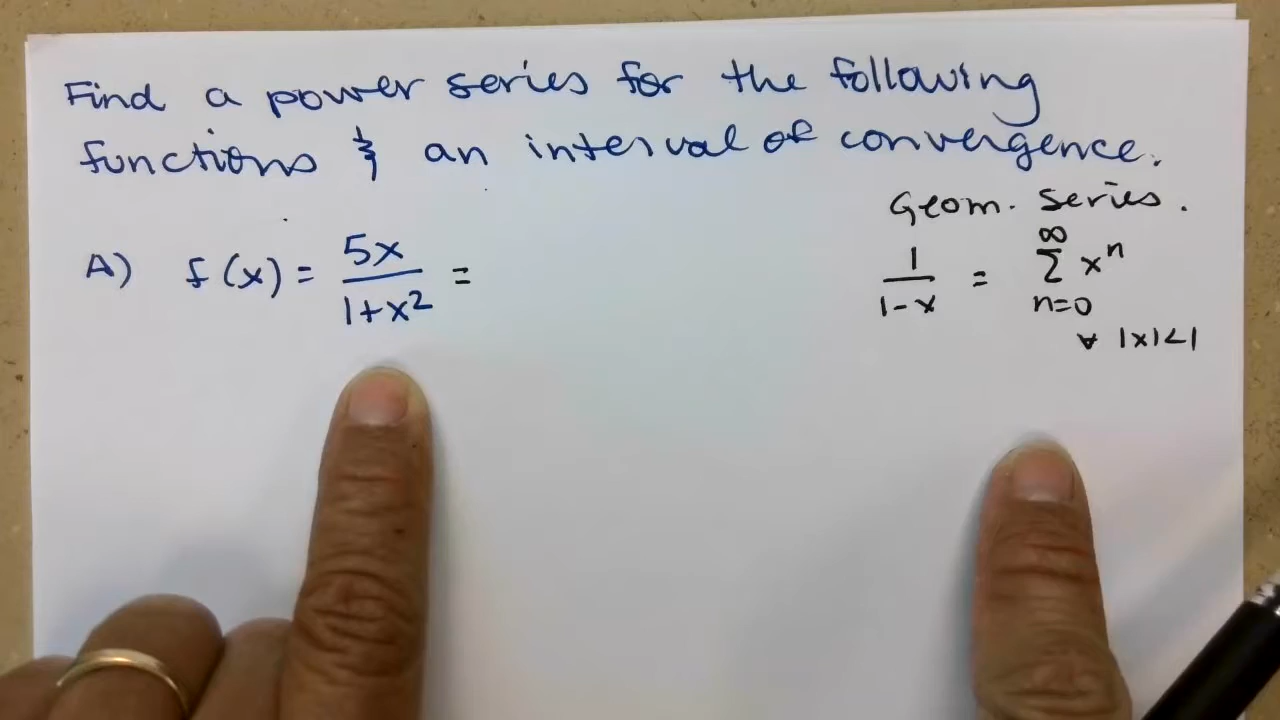 Find a power series for the following
functions & an interval of convergence.
Geom. Series.
A) f(x) = 5x / 1+x² =
1 / 1-x = ∞ Σ n=0 xⁿ
∀ |x|<1